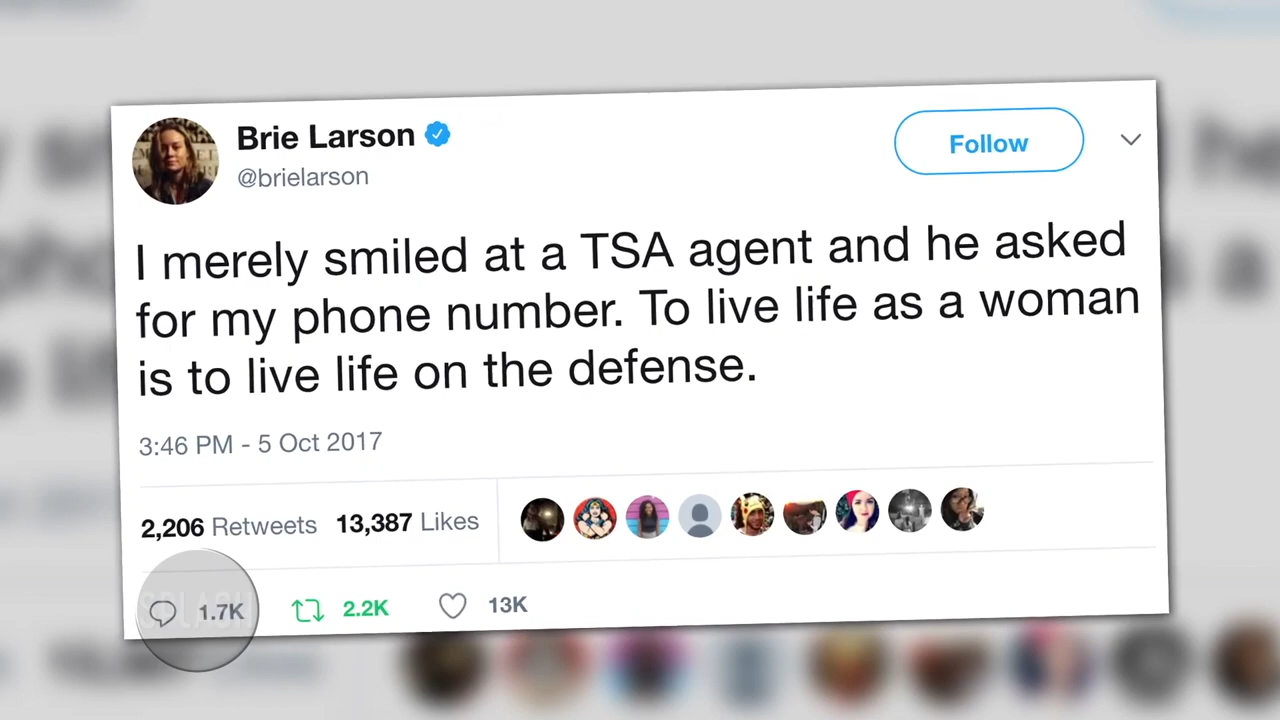 Brie Larson
@brielarson
Follow
I merely smiled at a TSA agent and he asked
for my phone number. To live life as a woman
is to live life on the defense.
3:46 PM - 5 Oct 2017
2,206 Retweets 13,387 Likes
1.7K 2.2K 13K
SPLASH